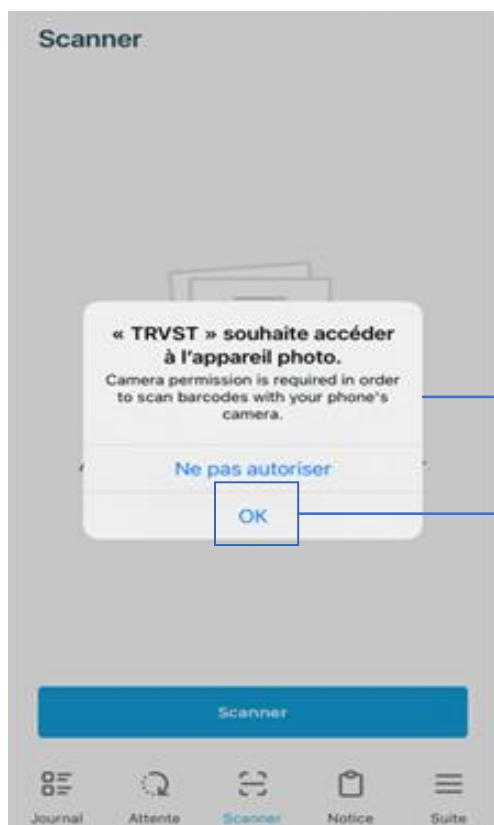 Scanner
« TRVST » souhaite accéder
à l'appareil photo.
Camera permission is required in order
to scan barcodes with your phone's
camera.
Ne pas autoriser
OK
Scanner
Journal Attente Scanner Notice Suite